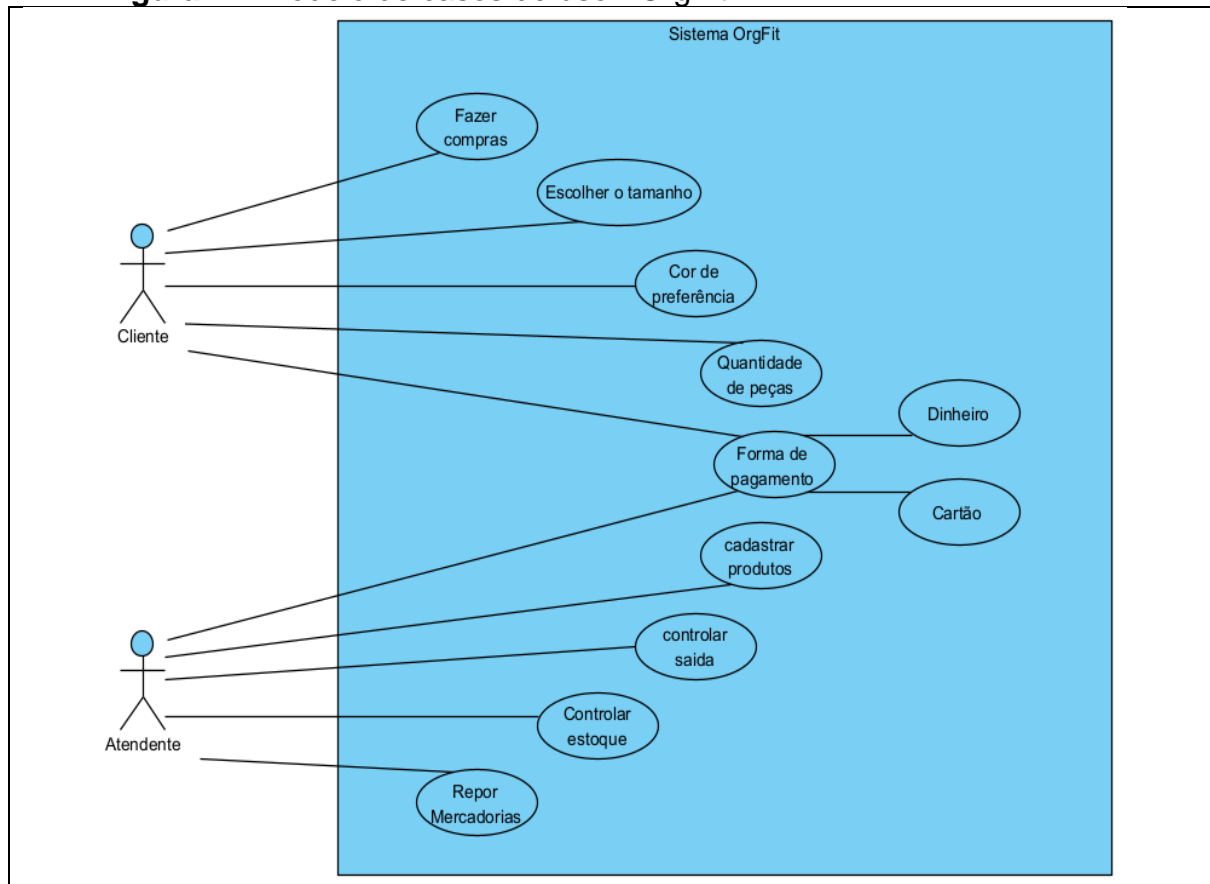 Sistema OrgFit
Fazer
compras
Escolher o tamanho
Cor de
preferência
Cliente
Quantidade
de peças
Dinheiro
Forma de
pagamento
Cartão
cadastrar
produtos
controlar
saida
Controlar
estoque
Atendente
Repor
Mercadorias